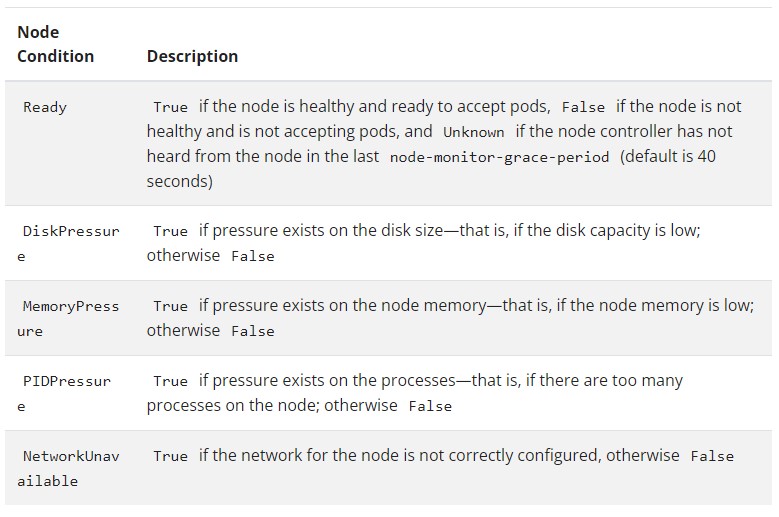 Node
Condition
Description
Ready
True if the node is healthy and ready to accept pods, False if the node is not
healthy and is not accepting pods, and Unknown if the node controller has not
heard from the node in the last node-monitor-grace-period (default is 40
seconds)
DiskPressur
e
True if pressure exists on the disk size—that is, if the disk capacity is low;
otherwise False
MemoryPress
ure
True if pressure exists on the node memory—that is, if the node memory is low;
otherwise False
PIDPressur
e
True if pressure exists on the processes—that is, if there are too many
processes on the node; otherwise False
NetworkUnav
ailable
True if the network for the node is not correctly configured, otherwise False